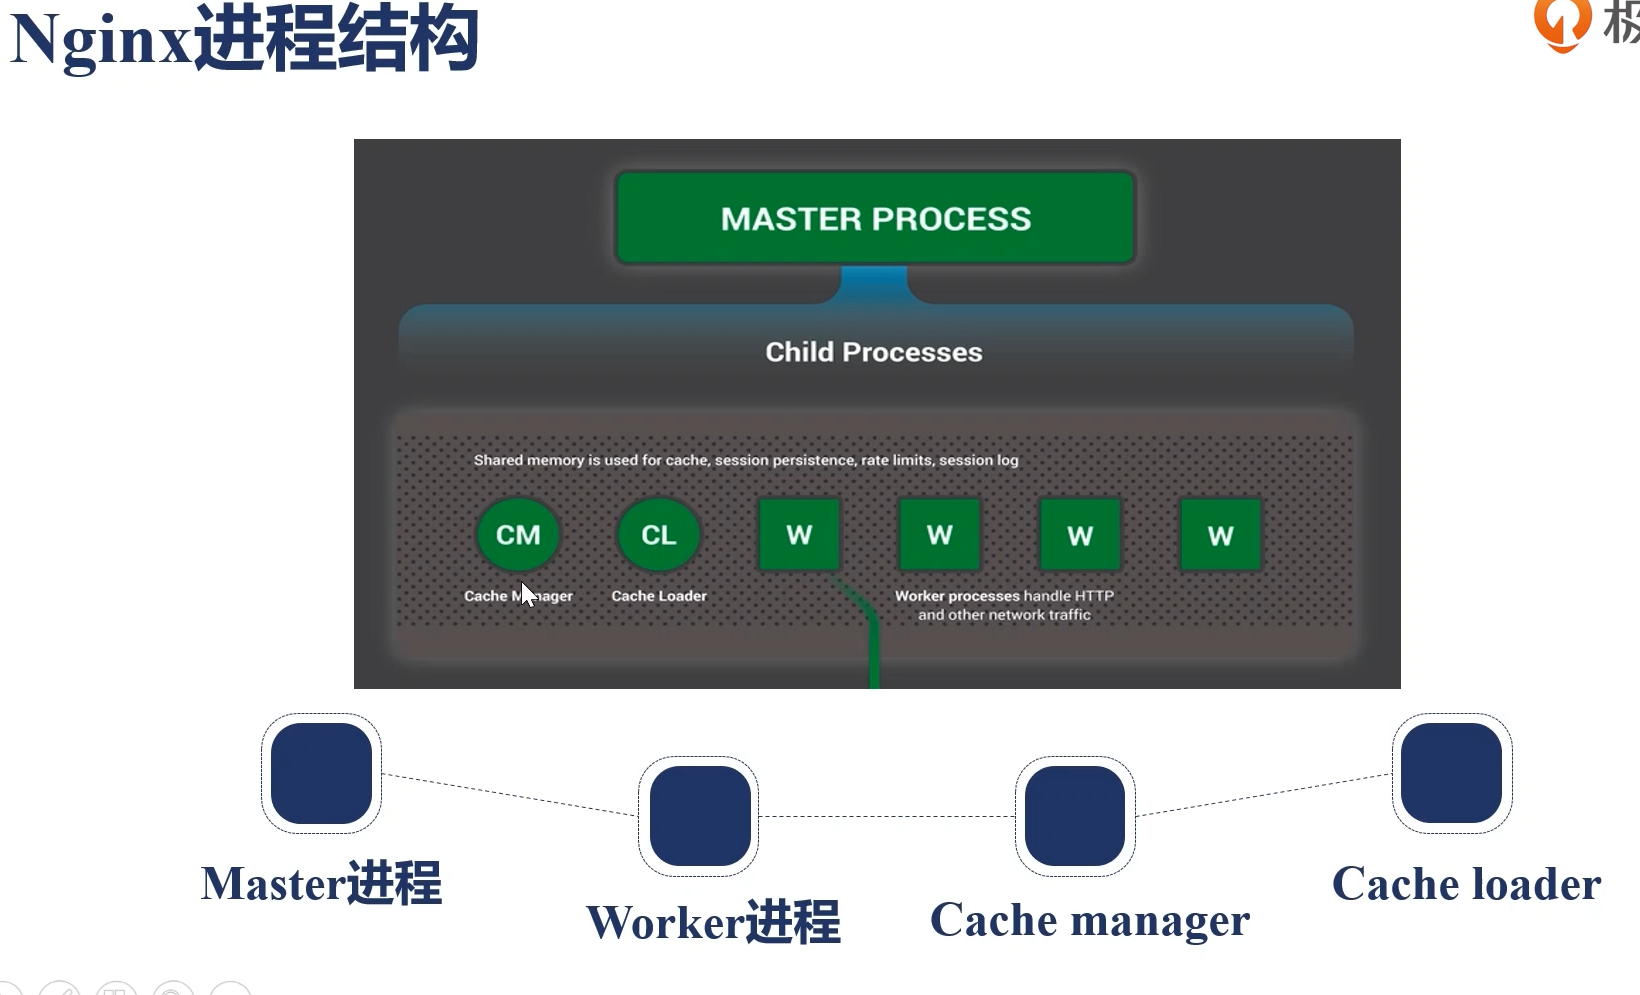 Nginx进程结构
极
MASTER PROCESS
Child Processes
Shared memory is used for cache, session persistence, rate limits, session log
CM
CL
W
W
W
W
Cache Manager
Cache Loader
Worker processes handle HTTP
and other network traffic
Master进程
Worker进程
Cache manager
Cache loader